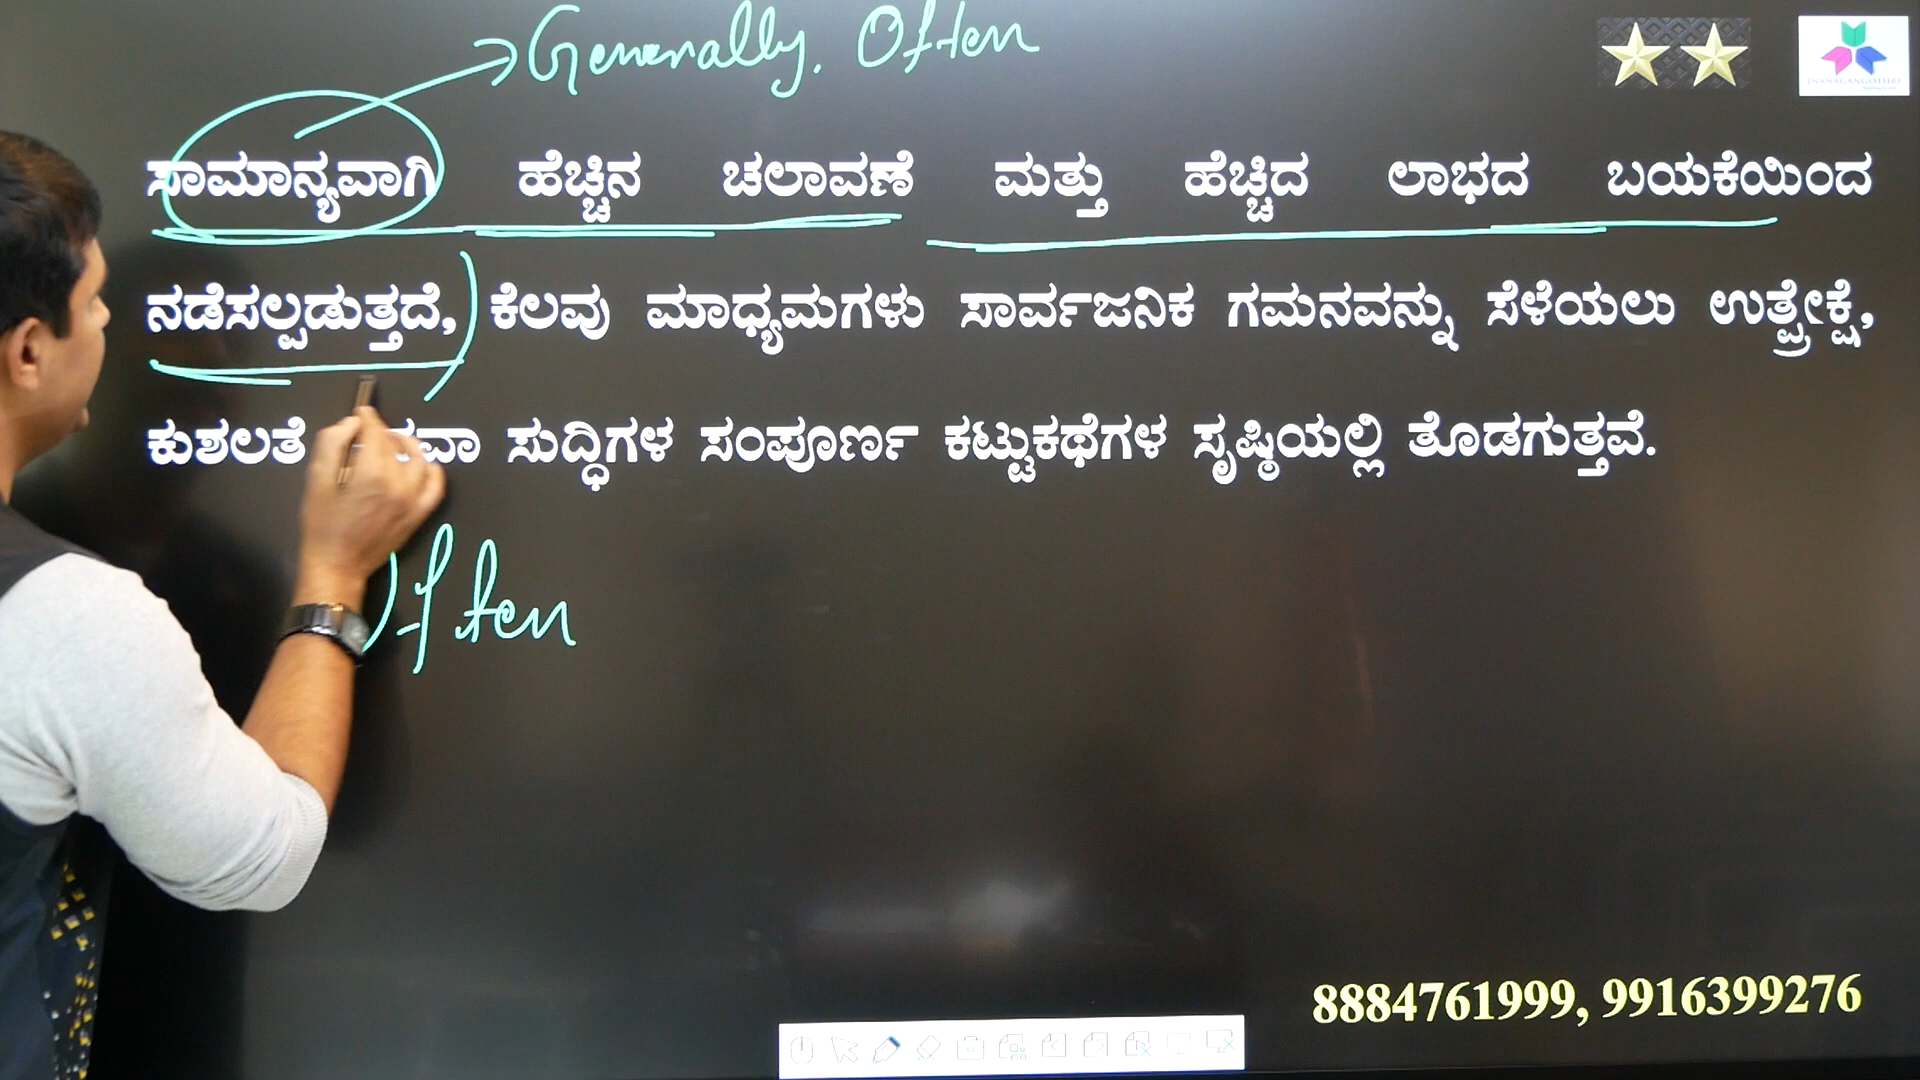 Generally. Often
ಸಾಮಾನ್ಯವಾಗಿ ಹೆಚ್ಚಿನ ಚಲಾವಣೆ ಮತ್ತು ಹೆಚ್ಚಿದ ಲಾಭದ ಬಯಕೆಯಿಂದ
ನಡೆಸಲ್ಪಡುತ್ತದೆ, ಕೆಲವು ಮಾಧ್ಯಮಗಳು ಸಾರ್ವಜನಿಕ ಗಮನವನ್ನು ಸೆಳೆಯಲು ಉತ್ಪ್ರೇಕ್ಷೆ,
ಕುಶಲತೆ ಸುದ್ಧಿಗಳ ಸಂಪೂರ್ಣ ಕಟ್ಟುಕಥೆಗಳ ಸೃಷ್ಠಿಯಲ್ಲಿ ತೊಡಗುತ್ತವೆ.
Often
8884761999, 9916399276